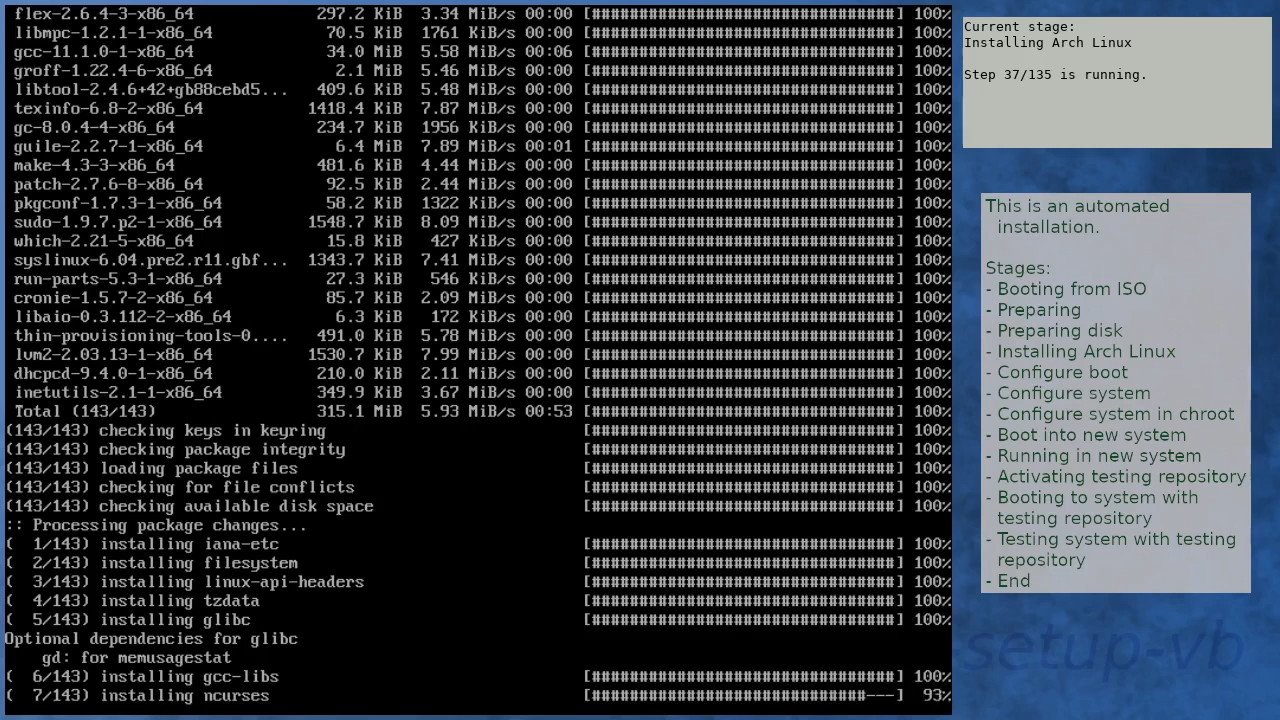 flex-2.6.4-3-x86_64 297.2 KiB 3.34 MiB/s 00:00 [#################################] 100%
libmpc-1.2.1-1-x86_64 70.5 KiB 1761 KiB/s 00:00 [#################################] 100%
gcc-11.1.0-1-x86_64 34.0 MiB 5.58 MiB/s 00:06 [#################################] 100%
groff-1.22.4-6-x86_64 2.1 MiB 5.46 MiB/s 00:00 [#################################] 100%
libtool-2.4.6+42+gb88cebd5... 409.6 KiB 5.48 MiB/s 00:00 [#################################] 100%
texinfo-6.8-2-x86_64 1418.4 KiB 7.87 MiB/s 00:00 [#################################] 100%
gc-8.0.4-4-x86_64 234.7 KiB 1956 KiB/s 00:00 [#################################] 100%
guile-2.2.7-1-x86_64 6.4 MiB 7.89 MiB/s 00:01 [#################################] 100%
make-4.3-3-x86_64 481.6 KiB 4.44 MiB/s 00:00 [#################################] 100%
patch-2.7.6-8-x86_64 92.5 KiB 2.44 MiB/s 00:00 [#################################] 100%
pkgconf-1.7.3-1-x86_64 58.2 KiB 1322 KiB/s 00:00 [#################################] 100%
sudo-1.9.7.p2-1-x86_64 1548.7 KiB 8.09 MiB/s 00:00 [#################################] 100%
which-2.21-5-x86_64 15.8 KiB 427 KiB/s 00:00 [#################################] 100%
syslinux-6.04.pre2.r11.gbf... 1343.7 KiB 7.41 MiB/s 00:00 [#################################] 100%
run-parts-5.3-1-x86_64 27.3 KiB 546 KiB/s 00:00 [#################################] 100%
cronie-1.5.7-2-x86_64 85.7 KiB 2.09 MiB/s 00:00 [#################################] 100%
libaio-0.3.112-2-x86_64 6.3 KiB 172 KiB/s 00:00 [#################################] 100%
thin-provisioning-tools-0.... 491.0 KiB 5.78 MiB/s 00:00 [#################################] 100%
lvm2-2.03.13-1-x86_64 1530.7 KiB 7.99 MiB/s 00:00 [#################################] 100%
dhcpcd-9.4.0-1-x86_64 210.0 KiB 2.11 MiB/s 00:00 [#################################] 100%
inetutils-2.1-1-x86_64 349.9 KiB 3.67 MiB/s 00:00 [#################################] 100%
Total (143/143) 315.1 MiB 5.93 MiB/s 00:53 [#################################] 100%
(143/143) checking keys in keyring [#################################] 100%
(143/143) checking package integrity [#################################] 100%
(143/143) loading package files [#################################] 100%
(143/143) checking for file conflicts [#################################] 100%
(143/143) checking available disk space [#################################] 100%
:: Processing package changes...
( 1/143) installing iana-etc [#################################] 100%
( 2/143) installing filesystem [#################################] 100%
( 3/143) installing linux-api-headers [#################################] 100%
( 4/143) installing tzdata [#################################] 100%
( 5/143) installing glibc [#################################] 100%
Optional dependencies for glibc
gd: for memusagestat
( 6/143) installing gcc-libs [#################################] 100%
( 7/143) installing ncurses [##############################---] 93%
Current stage:
Installing Arch Linux
Step 37/135 is running.
This is an automated
installation.
Stages:
- Booting from ISO
- Preparing
- Preparing disk
- Installing Arch Linux
- Configure boot
- Configure system
- Configure system in chroot
- Boot into new system
- Running in new system
- Activating testing repository
- Booting to system with
testing repository
- Testing system with testing
repository
- End
-setup-vb